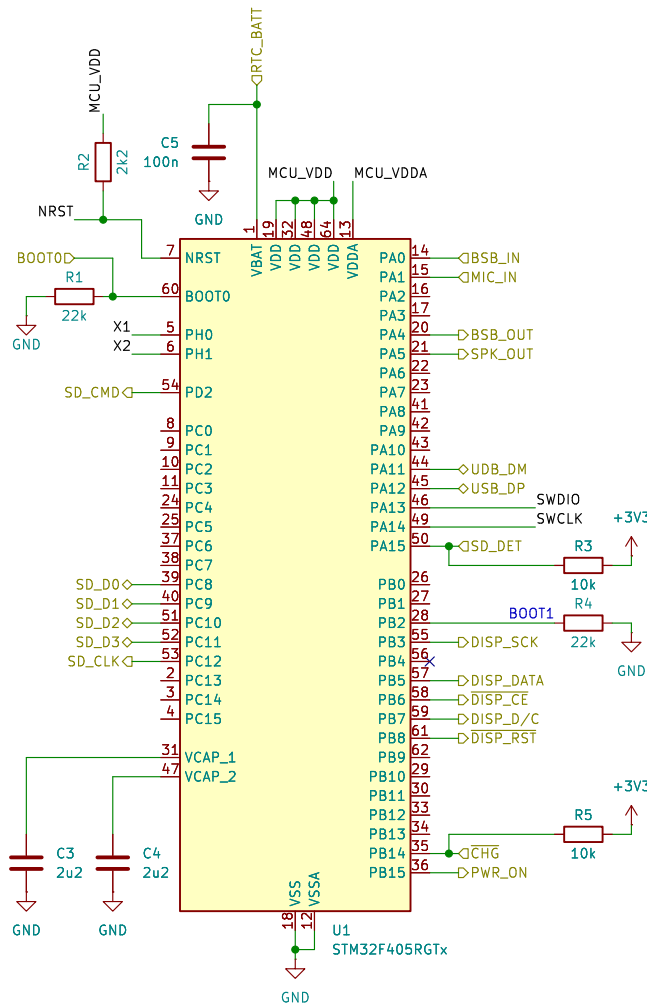 RTC_BATT
MCU_VDD
C5
100n
R2
2k2
GND
MCU_VDD
MCU_VDDA
NRST
1
19
32
48
64
13
VBAT
VDD
VDD
VDD
VDD
VDDA
7 NRST
PA0 14 BSB_IN
BOOT0
PA1 15 MIC_IN
R1
22k
GND
60 BOOT0
PA2 16
PA3 17
X1 5 PH0
PA4 20 BSB_OUT
X2 6 PH1
PA5 21 SPK_OUT
PA6 22
SD_CMD 54 PD2
PA7 23
PA8 41
8 PC0
PA9 42
9 PC1
PA10 43
10 PC2
PA11 44 UDB_DM
11 PC3
PA12 45 USB_DP
24 PC4
PA13 46 SWDIO
25 PC5
PA14 49 SWCLK
37 PC6
PA15 50 SD_DET
+3V3
R3
10k
38 PC7
SD_D0 39 PC8
PB0 26
SD_D1 40 PC9
PB1 27
SD_D2 51 PC10
PB2 28 BOOT1
R4
22k
GND
SD_D3 52 PC11
PB3 55 DISP_SCK
SD_CLK 53 PC12
PB4 56
2 PC13
PB5 57 DISP_DATA
3 PC14
PB6 58 DISP_CE
4 PC15
PB7 59 DISP_D/C
PB8 61 DISP_RST
31 VCAP_1
PB9 62
47 VCAP_2
PB10 29
PB11 30
+3V3
PB12 33
R5
10k
PB13 34
PB14 35 CHG
PB15 36 PWR_ON
C3
2u2
C4
2u2
GND
GND
VSS
VSSA
18
12
U1
STM32F405RGTx
GND